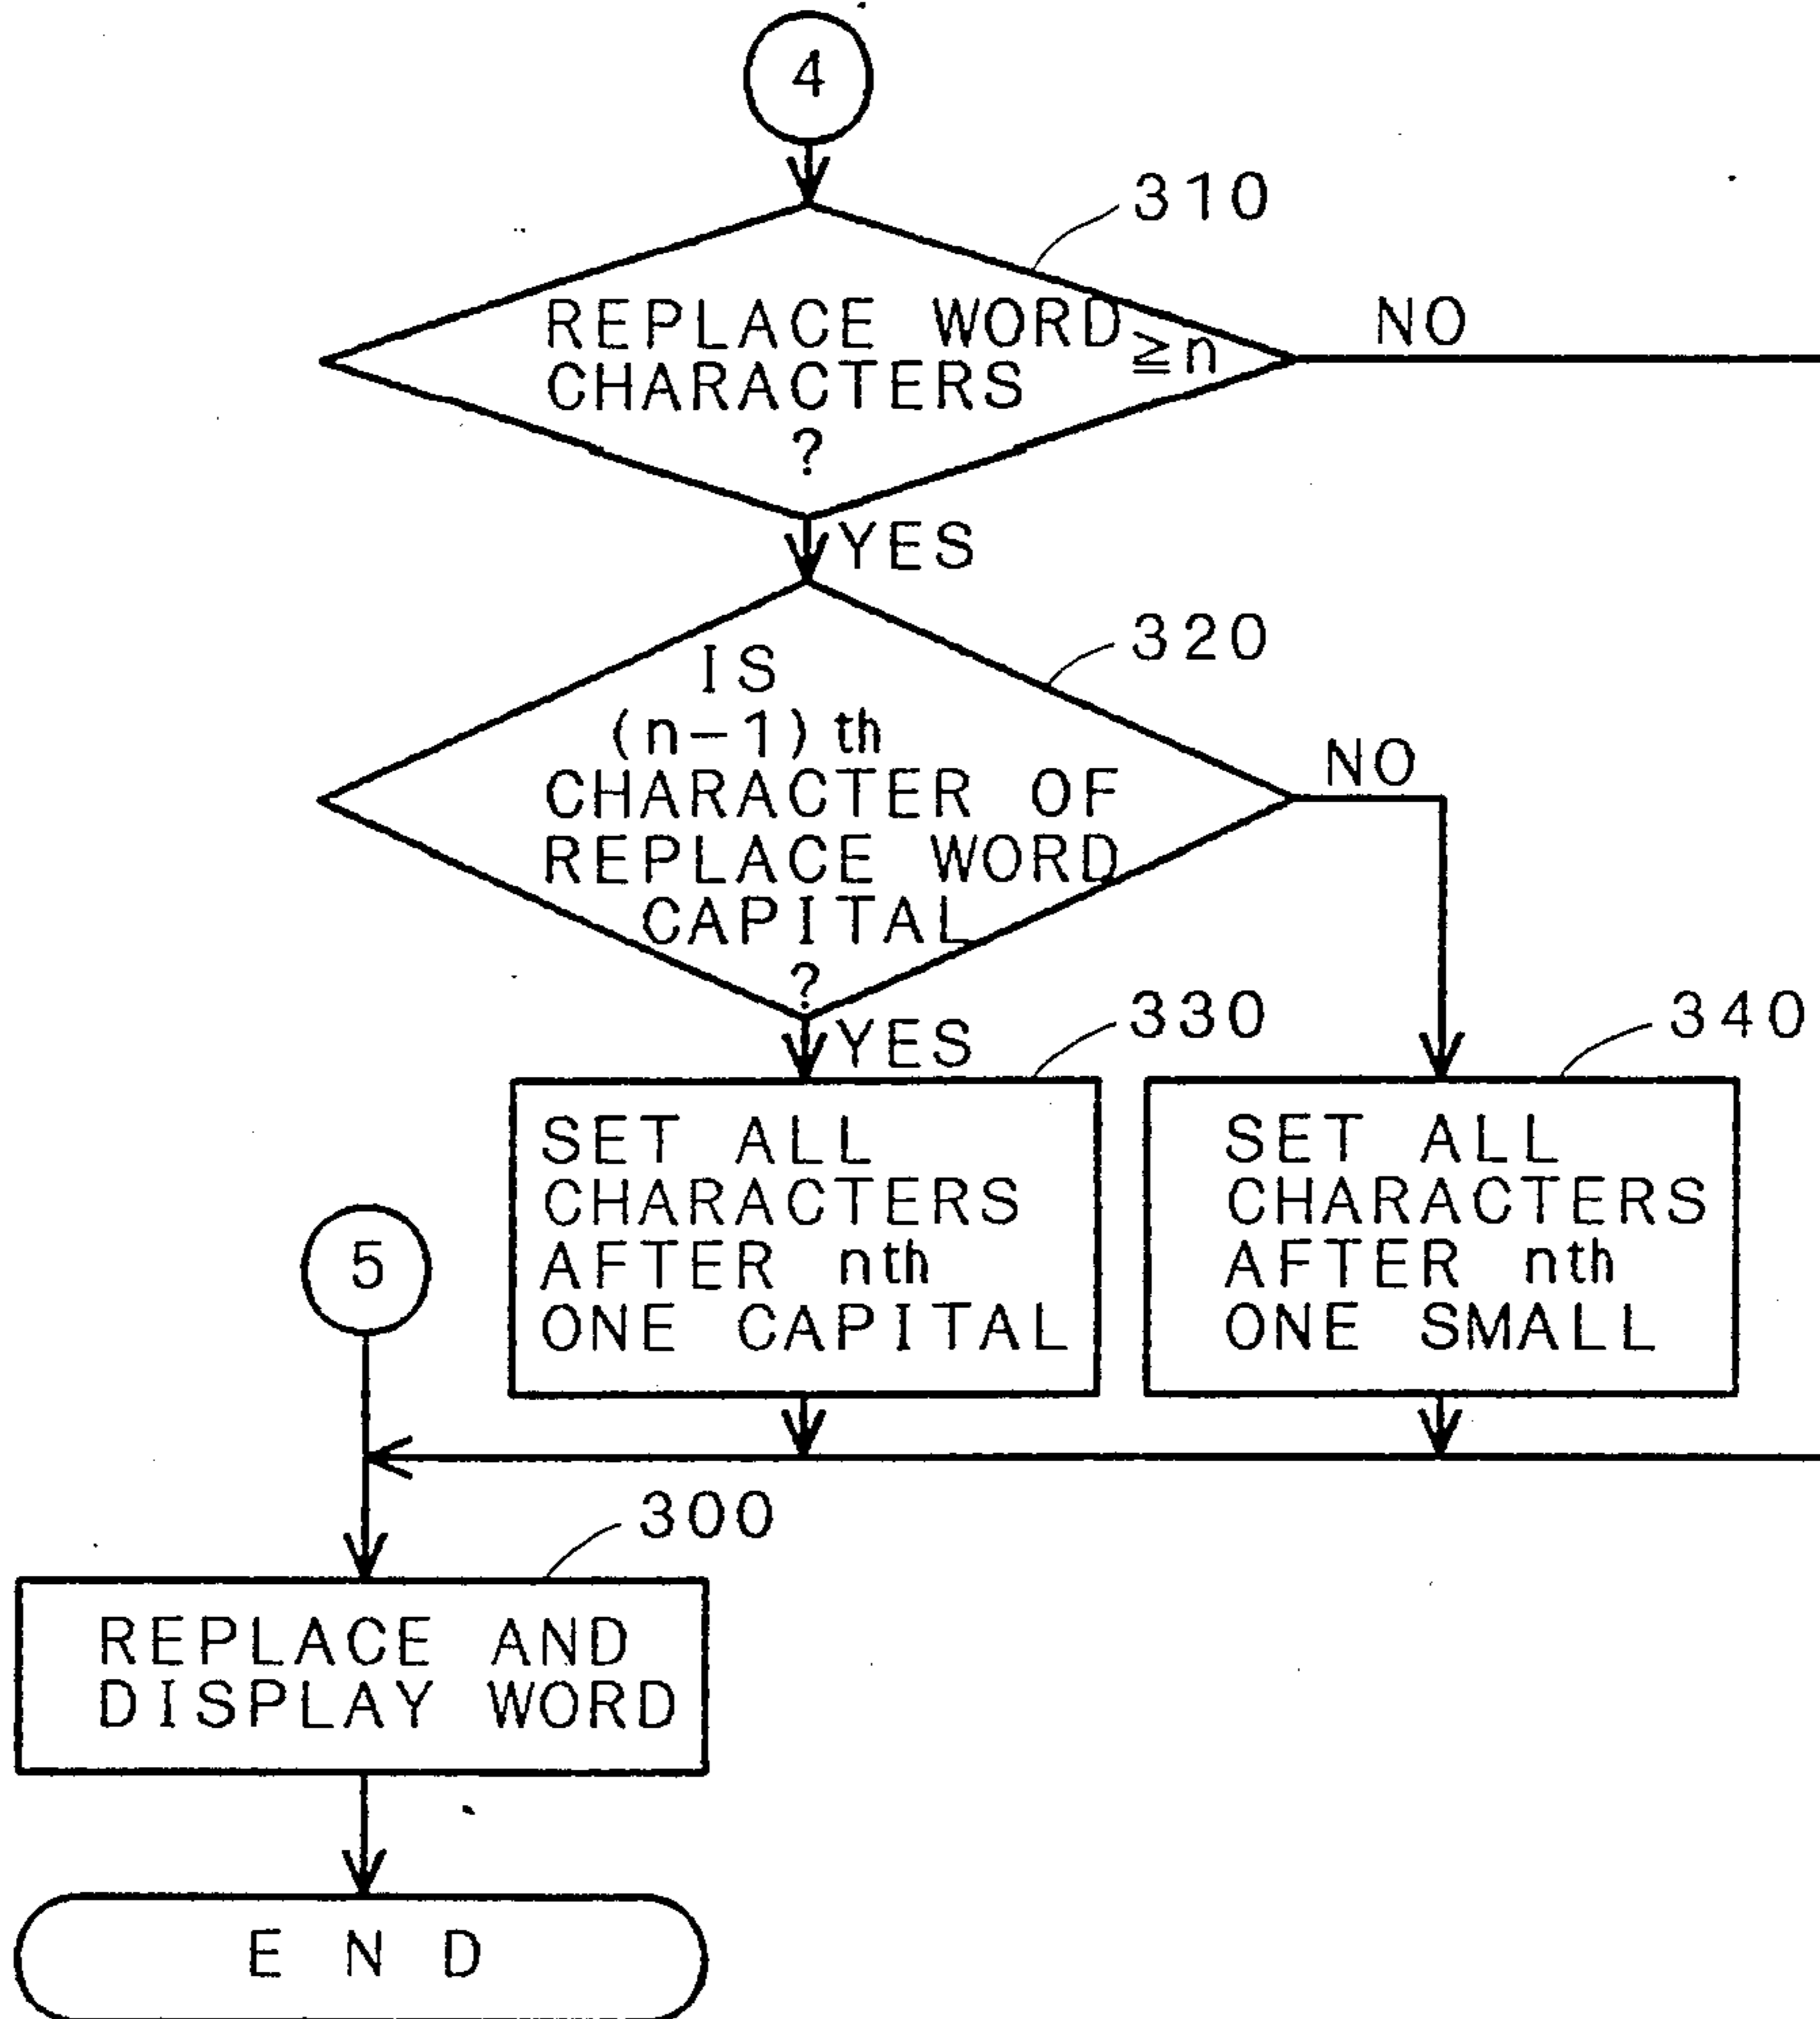 4
310
REPLACE WORD
CHARACTERS ≧n
?
NO
YES
320
IS
(n-1)th
CHARACTER OF
REPLACE WORD
CAPITAL
?
NO
YES
330
SET ALL
CHARACTERS
AFTER nth
ONE CAPITAL
340
SET ALL
CHARACTERS
AFTER nth
ONE SMALL
5
300
REPLACE AND
DISPLAY WORD
END